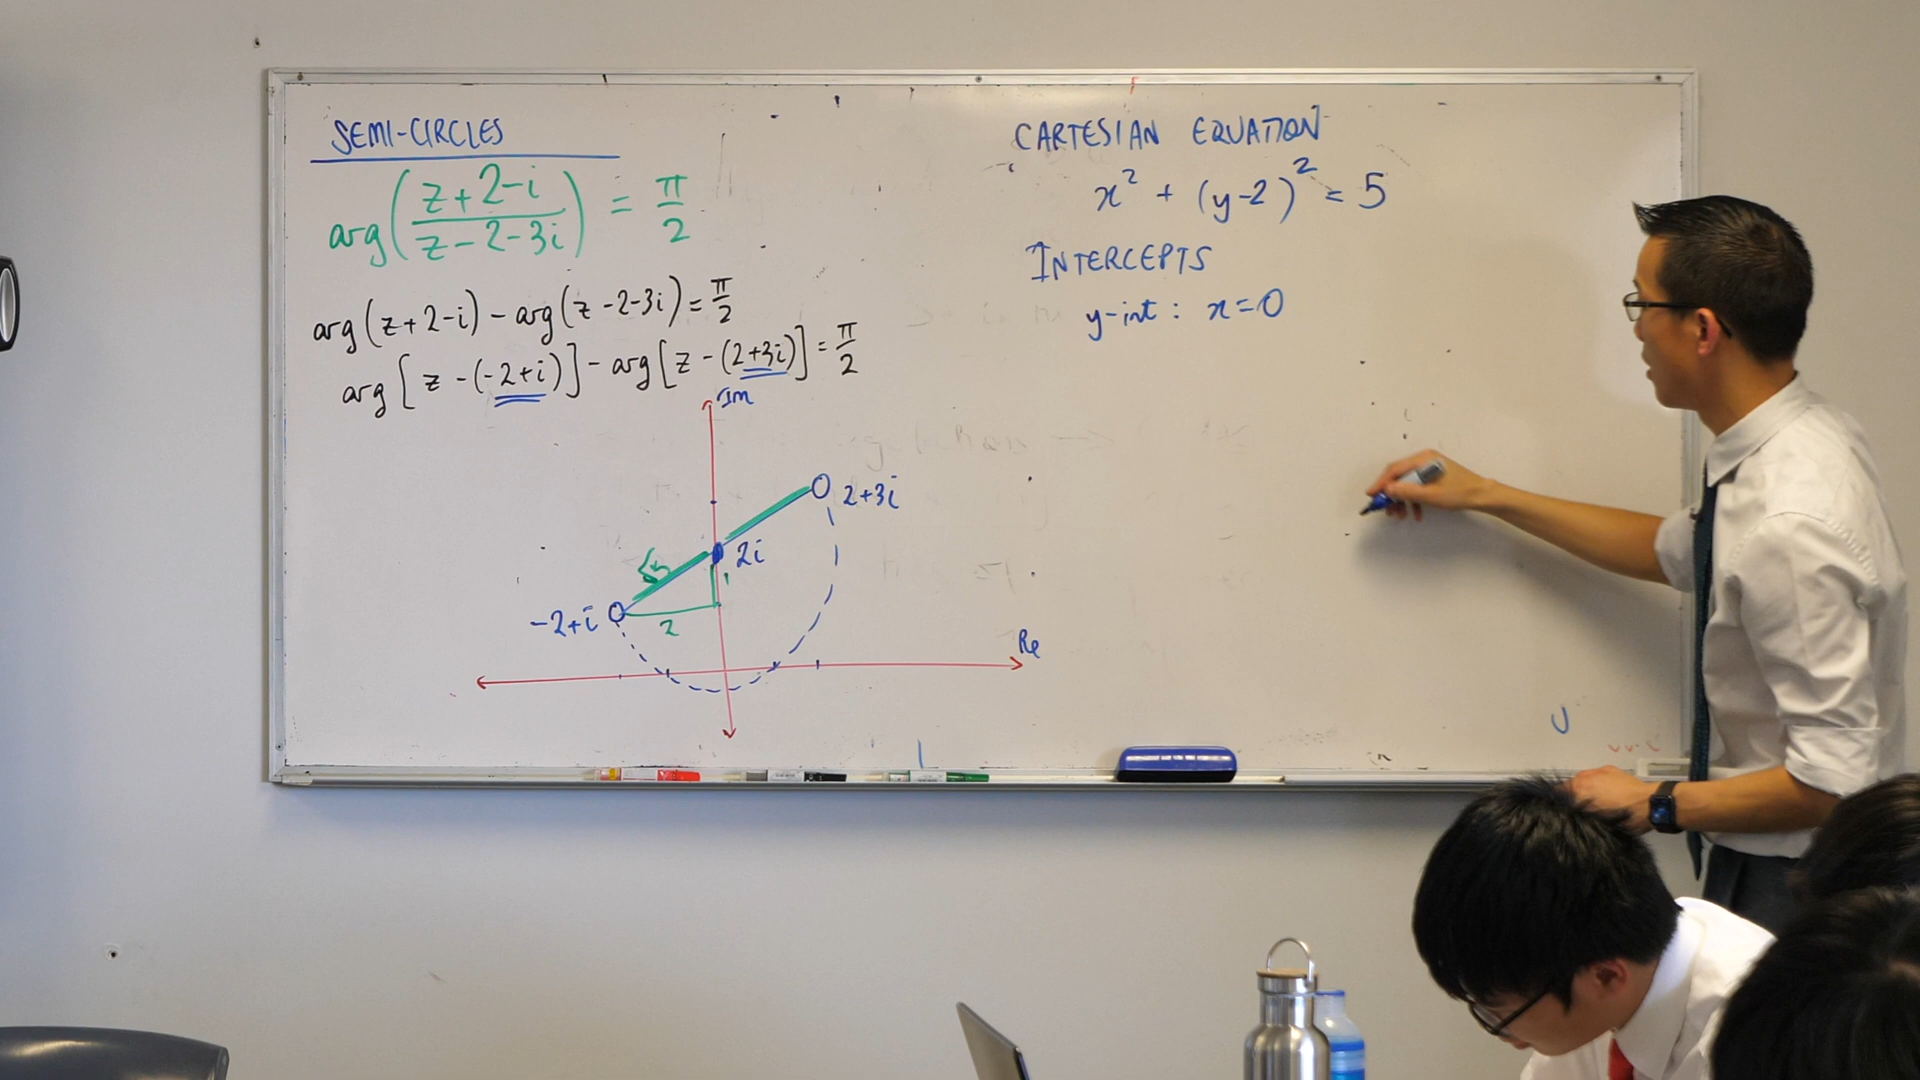 SEMI-CIRCLES
arg(z+2-i / z-2-3i) = π/2
arg(z+2-i) - arg(z-2-3i) = π/2
arg[z-(-2+i)] - arg[z-(2+3i)] = π/2
Im
2+3i
2i
√5
1
-2+i
2
Re
CARTESIAN EQUATION
x² + (y-2)² = 5
INTERCEPTS
y-int : x=0